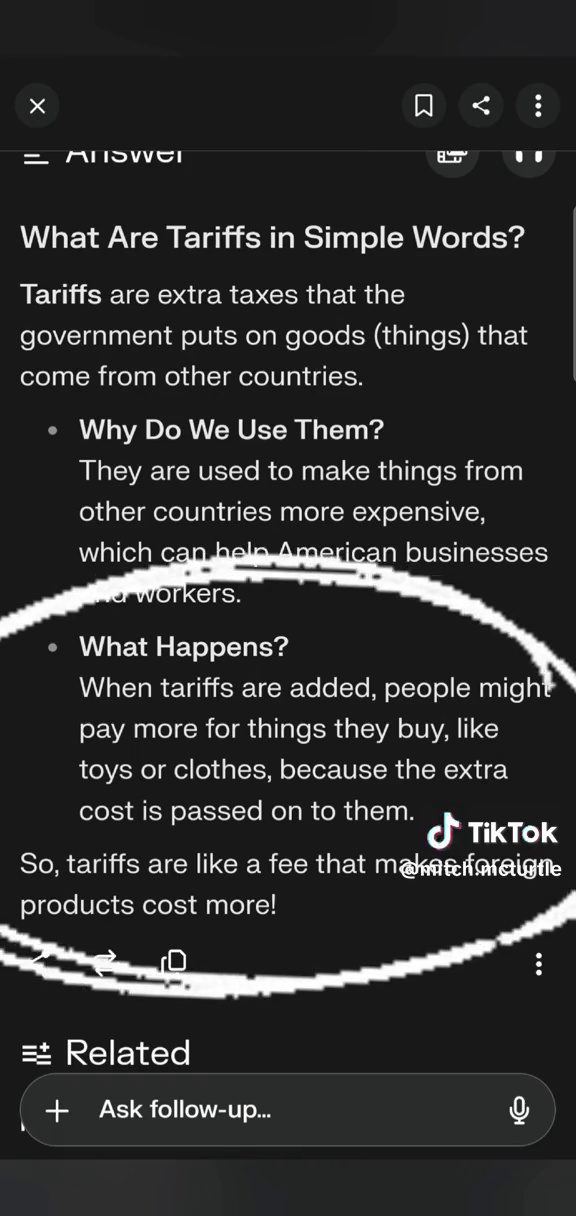 Answer
What Are Tariffs in Simple Words?
Tariffs are extra taxes that the
government puts on goods (things) that
come from other countries.
Why Do We Use Them?
They are used to make things from
other countries more expensive,
which can help American businesses
and workers.
What Happens?
When tariffs are added, people might
pay more for things they buy, like
toys or clothes, because the extra
cost is passed on to them.
TikTok
@mitch.mcturtle
So, tariffs are like a fee that makes foreign
products cost more!
Related
Ask follow-up...